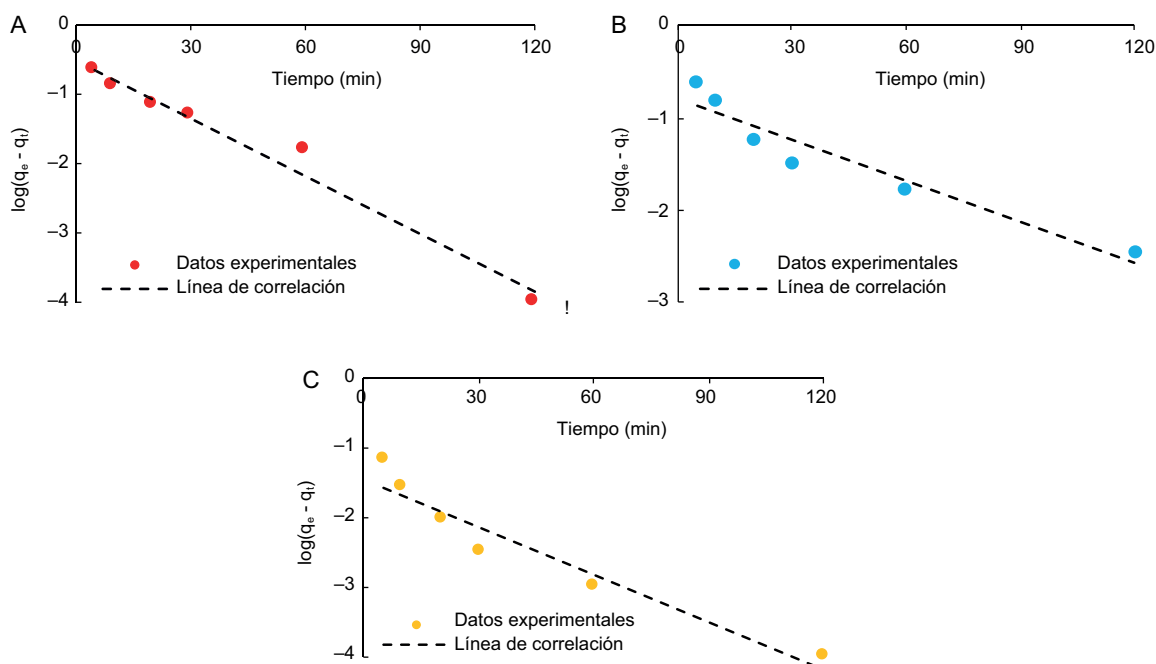 A
0
0
30
60
90
120
Tiempo (min)
–1
–2
–3
–4
log(qₑ - qₜ)
Datos experimentales
Línea de correlación
!
B
0
0
30
60
90
120
Tiempo (min)
–1
–2
–3
log(qₑ - qₜ)
Datos experimentales
Línea de correlación
C
0
0
30
60
90
120
Tiempo (min)
–1
–2
–3
–4
log(qₑ - qₜ)
Datos experimentales
Línea de correlación